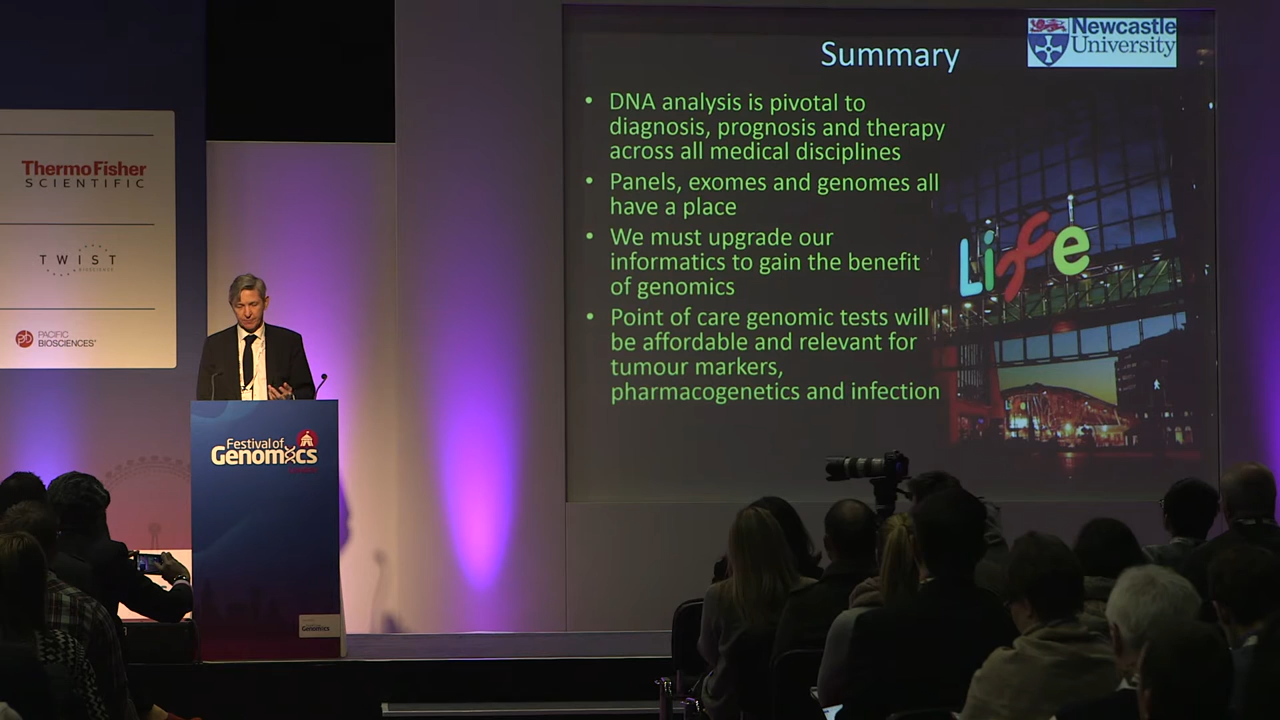 ThermoFisher
SCIENTIFIC
TWIST
BIOSCIENCE
PACIFIC
BIOSCIENCES
Festival of
Genomics
Genomics
Summary
Newcastle
University
• DNA analysis is pivotal to
diagnosis, prognosis and therapy
across all medical disciplines
• Panels, exomes and genomes all
have a place
• We must upgrade our
informatics to gain the benefit
of genomics
• Point of care genomic tests will
be affordable and relevant for
tumour markers,
pharmacogenetics and infection
Life